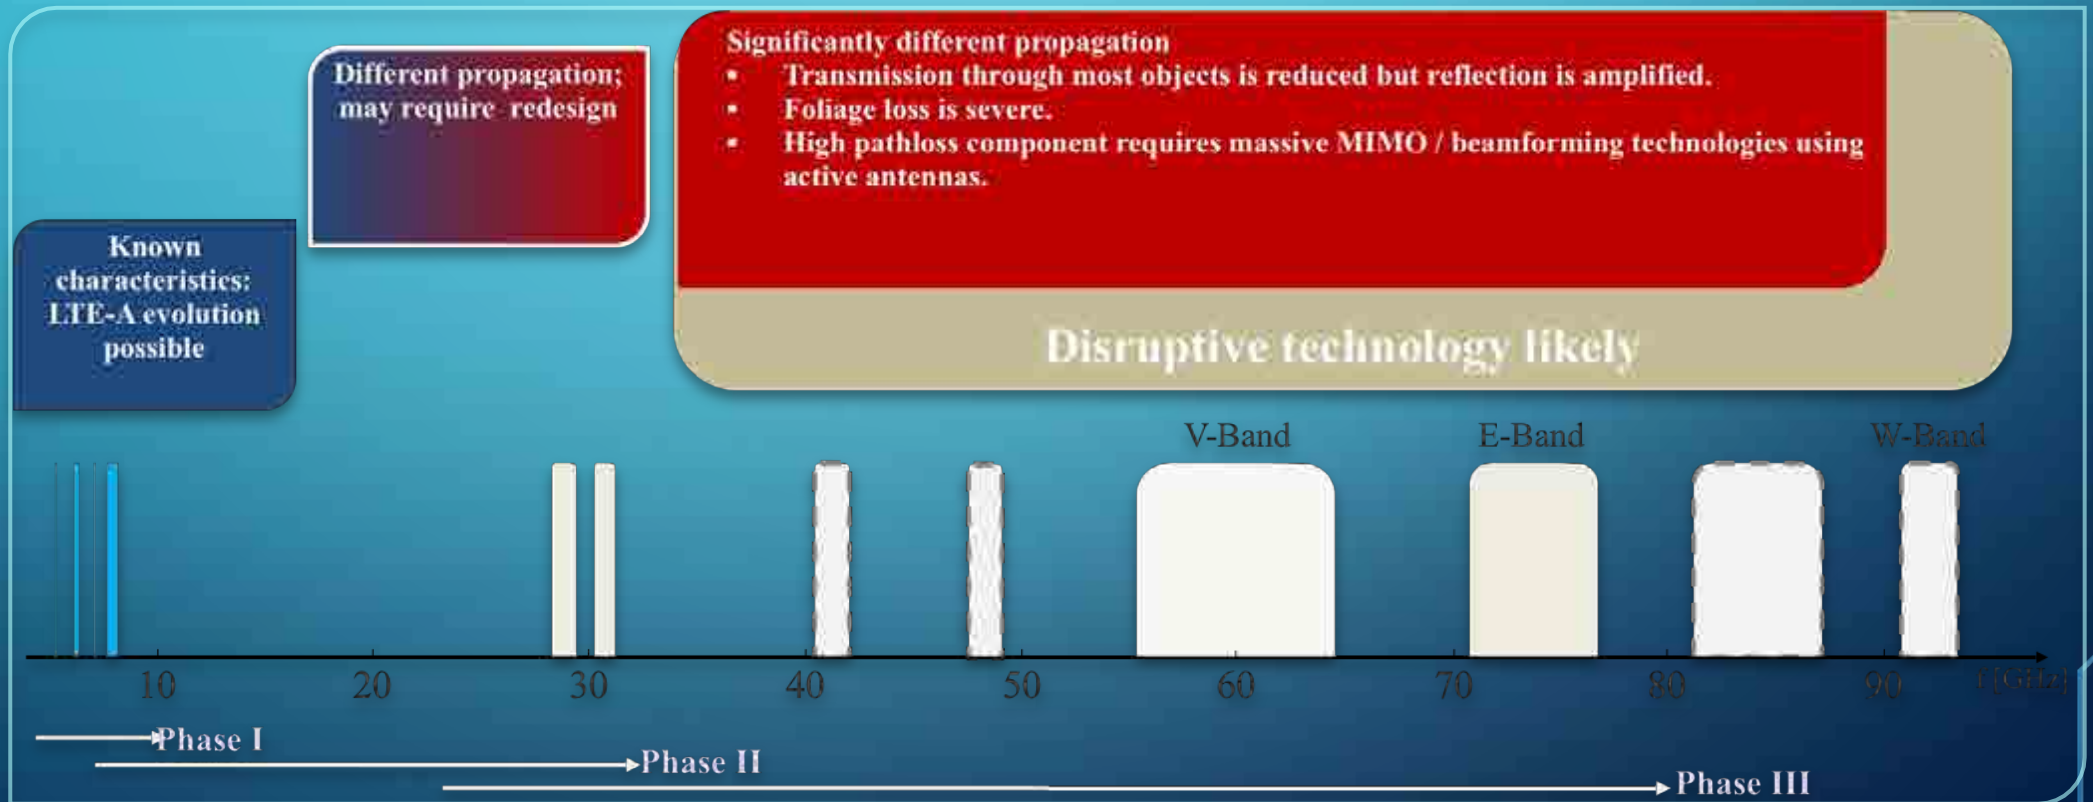 Known
characteristics:
LTE-A evolution
possible
Different propagation;
may require redesign
Significantly different propagation
▪ Transmission through most objects is reduced but reflection is amplified.
▪ Foliage loss is severe.
▪ High pathloss component requires massive MIMO / beamforming technologies using
active antennas.
Disruptive technology likely
V-Band E-Band W-Band
10 20 30 40 50 60 70 80 90 f [GHz]
Phase I
Phase II
Phase III